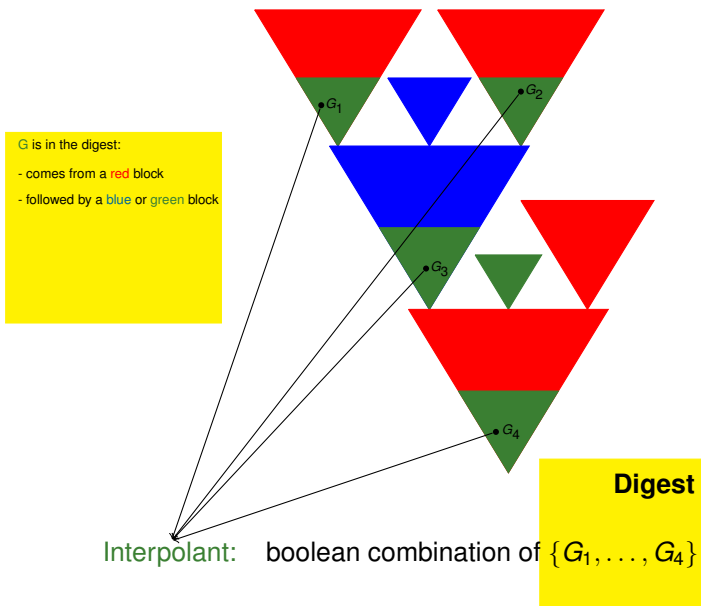 G₁
G₂
G is in the digest:
- comes from a red block
- followed by a blue or green block
G₃
G₄
Digest
Interpolant: boolean combination of {G₁, . . . , G₄}